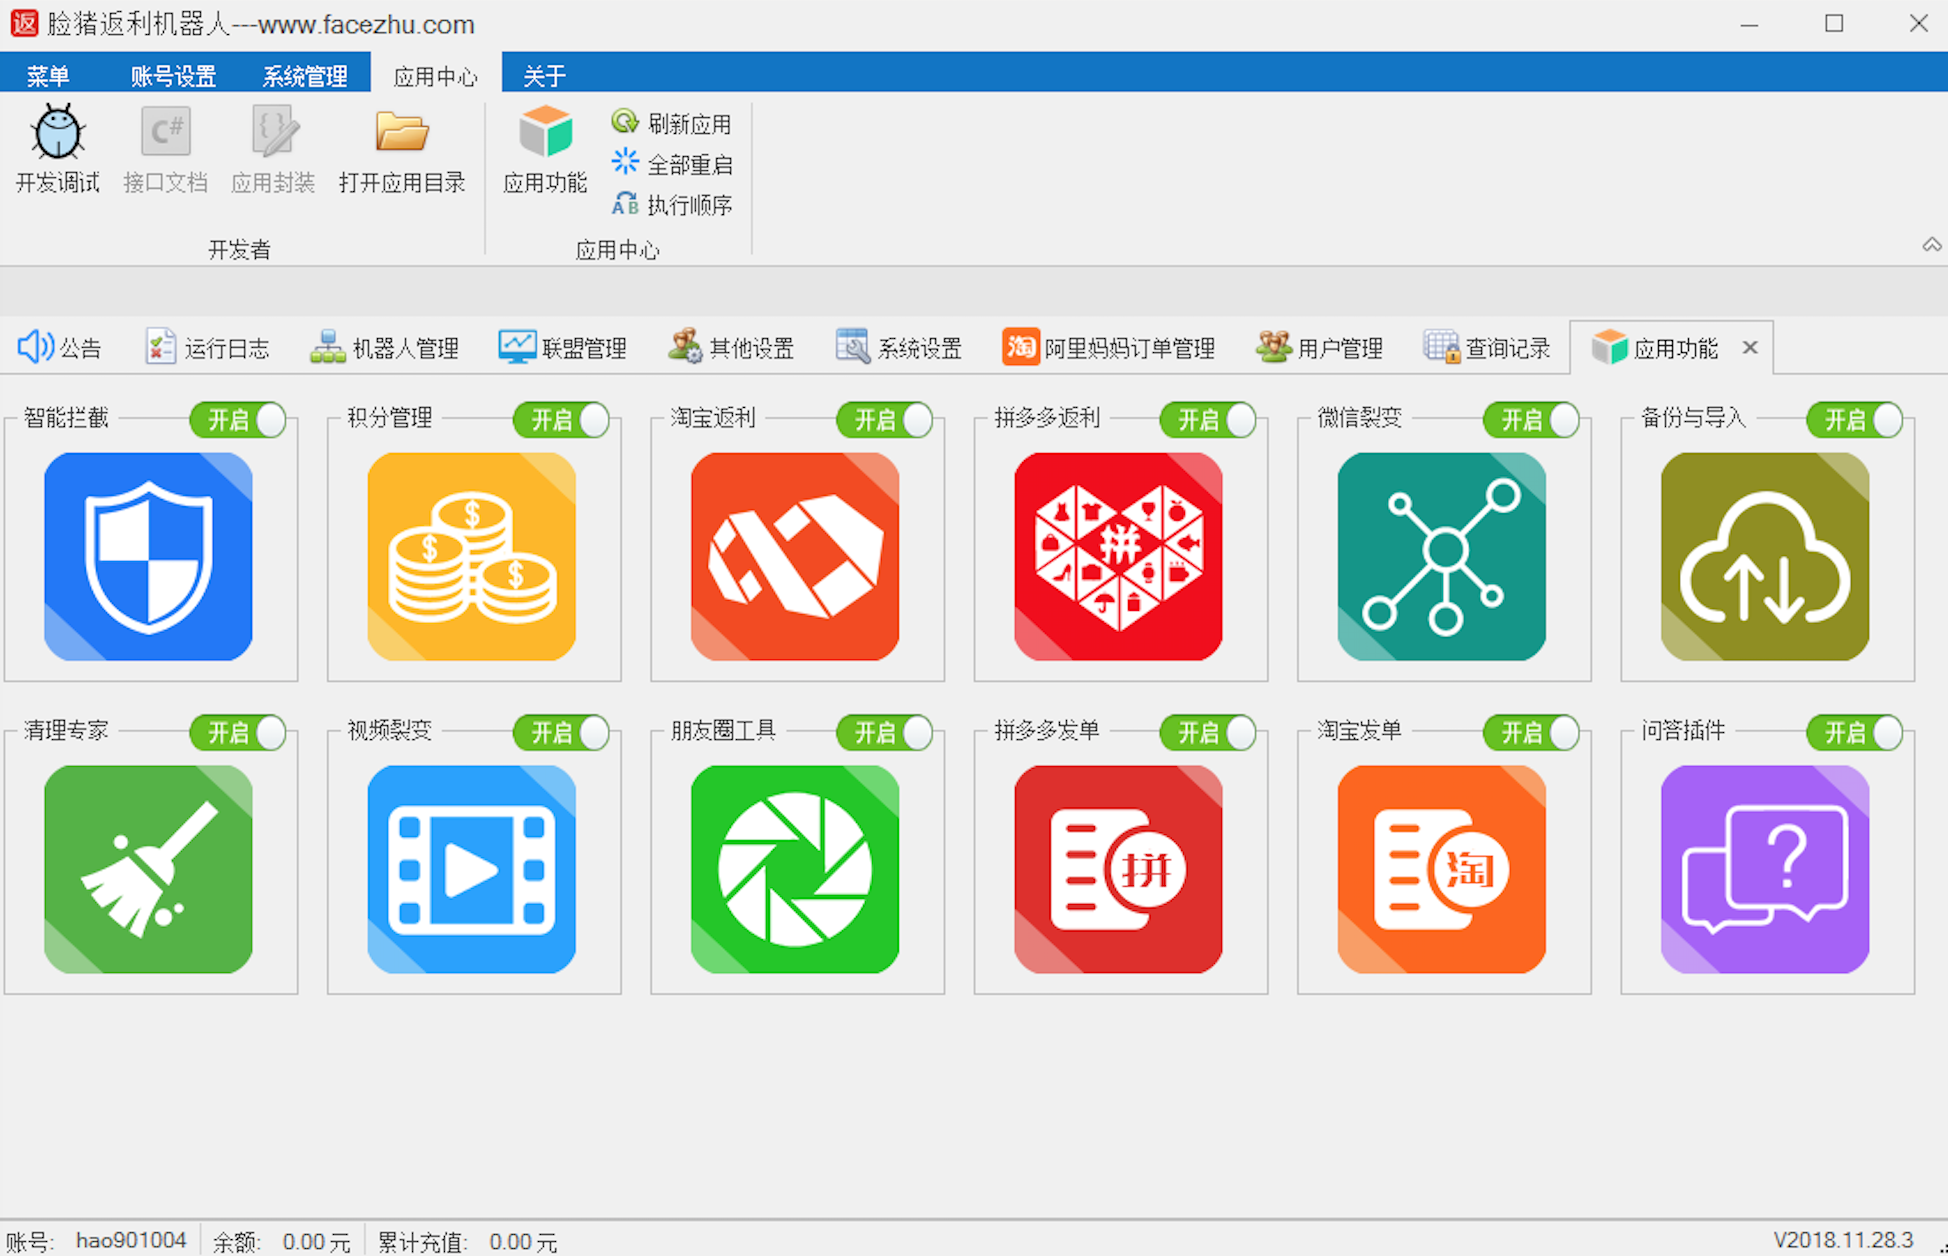 返 脸猪返利机器人---www.facezhu.com
菜单 账号设置 系统管理 应用中心 关于
开发调试 C# 接口文档 应用封装 打开应用目录 应用功能
刷新应用
全部重启
AB 执行顺序
开发者 应用中心
公告 运行日志 机器人管理 联盟管理 其他设置 系统设置 淘 阿里妈妈订单管理 用户管理 查询记录 应用功能
智能拦截 开启 积分管理 开启 淘宝返利 开启 拼多多返利 开启 微信裂变 开启 备份与导入 开启
$ $ $
拼
清理专家 开启 视频裂变 开启 朋友圈工具 开启 拼多多发单 开启 淘宝发单 开启 问答插件 开启
拼 淘 ?
账号: hao901004 余额: 0.00 元 累计充值: 0.00 元 V2018.11.28.3